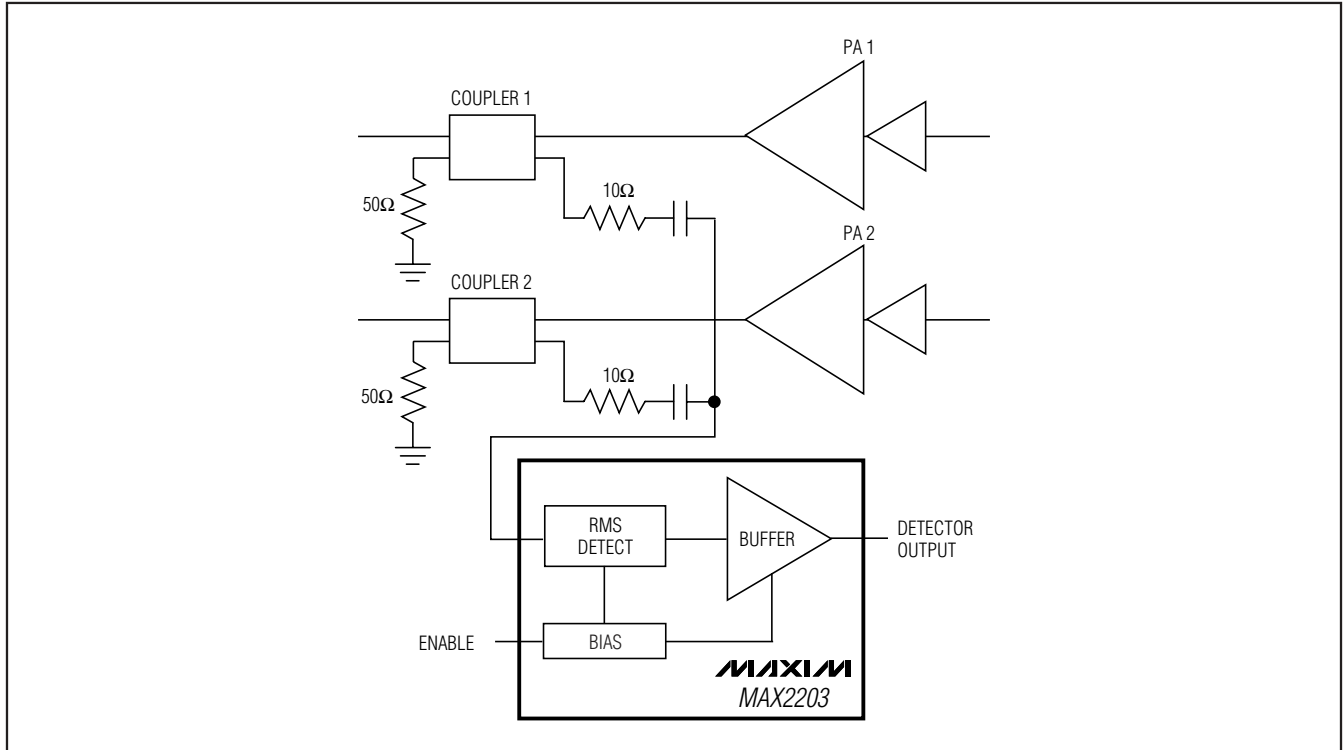 PA 1
COUPLER 1
10Ω
50Ω
PA 2
COUPLER 2
10Ω
50Ω
RMS
DETECT
BUFFER
DETECTOR
OUTPUT
ENABLE
BIAS
MAXIM
MAX2203